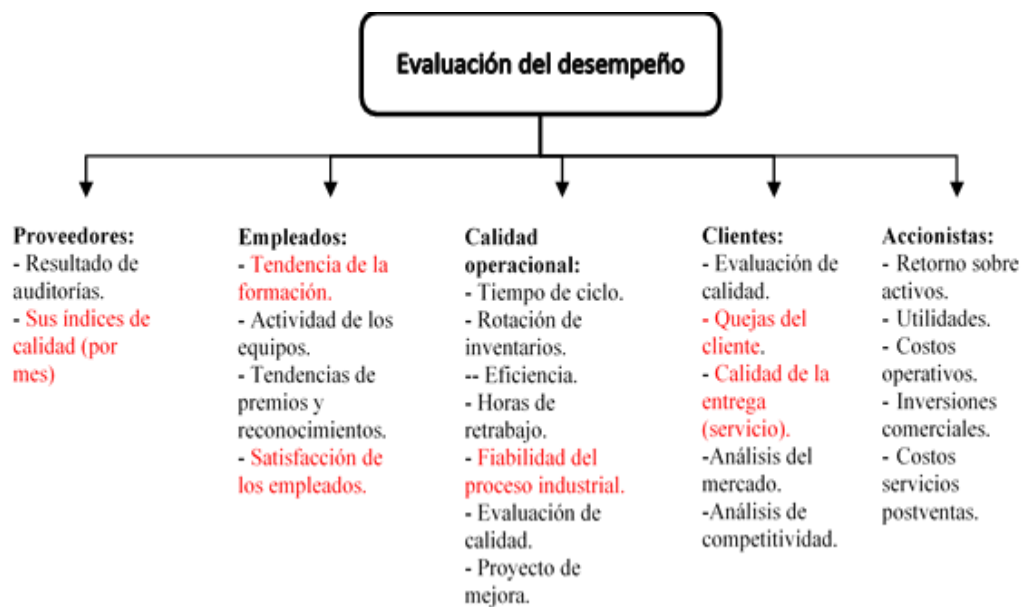 Evaluación del desempeño
Proveedores:
- Resultado de
auditorías.
- Sus índices de
calidad (por
mes)
Empleados:
- Tendencia de la
formación.
- Actividad de los
equipos.
- Tendencias de
premios y
reconocimientos.
- Satisfacción de
los empleados.
Calidad
operacional:
- Tiempo de ciclo.
- Rotación de
inventarios.
-- Eficiencia.
- Horas de
retrabajo.
- Fiabilidad del
proceso industrial.
- Evaluación de
calidad.
- Proyecto de
mejora.
Clientes:
- Evaluación de
calidad.
- Quejas del
cliente.
- Calidad de la
entrega
(servicio).
-Análisis del
mercado.
-Análisis de
competitividad.
Accionistas:
- Retorno sobre
activos.
- Utilidades.
- Costos
operativos.
- Inversiones
comerciales.
- Costos
servicios
postventas.